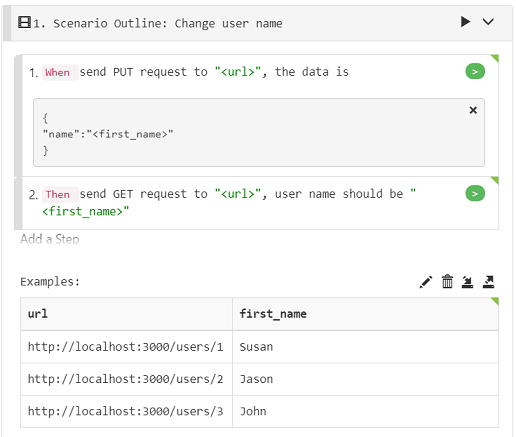 1. Scenario Outline: Change user name
1. When send PUT request to "<url>", the data is
{
"name":"<first_name>"
}
2. Then send GET request to "<url>", user name should be "
<first_name>"
Add a Step
Examples:
url first_name
http://localhost:3000/users/1 Susan
http://localhost:3000/users/2 Jason
http://localhost:3000/users/3 John